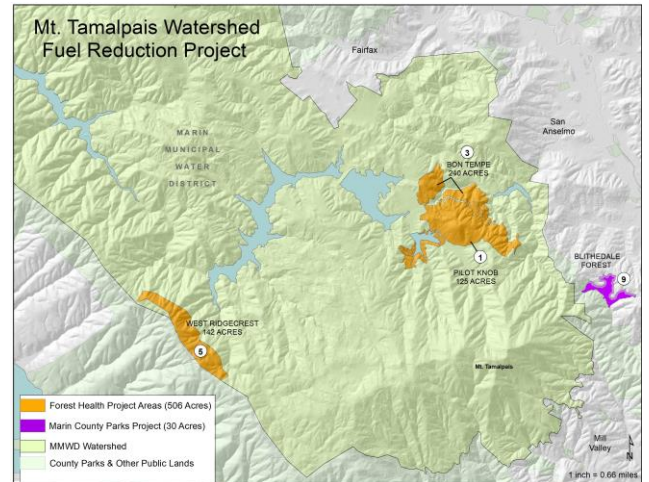 Mt. Tamalpais Watershed
Fuel Reduction Project
Fairfax
San
Anselmo
MARIN
MUNICIPAL
WATER
DISTRICT
3
BON TEMPE
240 ACRES
1
PILOT KNOB
125 ACRES
BLITHEDALE
FOREST
9
WEST RIDGECREST
142 ACRES
5
Mt. Tamalpais
Forest Health Project Areas (506 Acres)
Marin County Parks Project (30 Acres)
MMWD Watershed
County Parks & Other Public Lands
Mill
Valley
N
1 inch = 0.66 miles